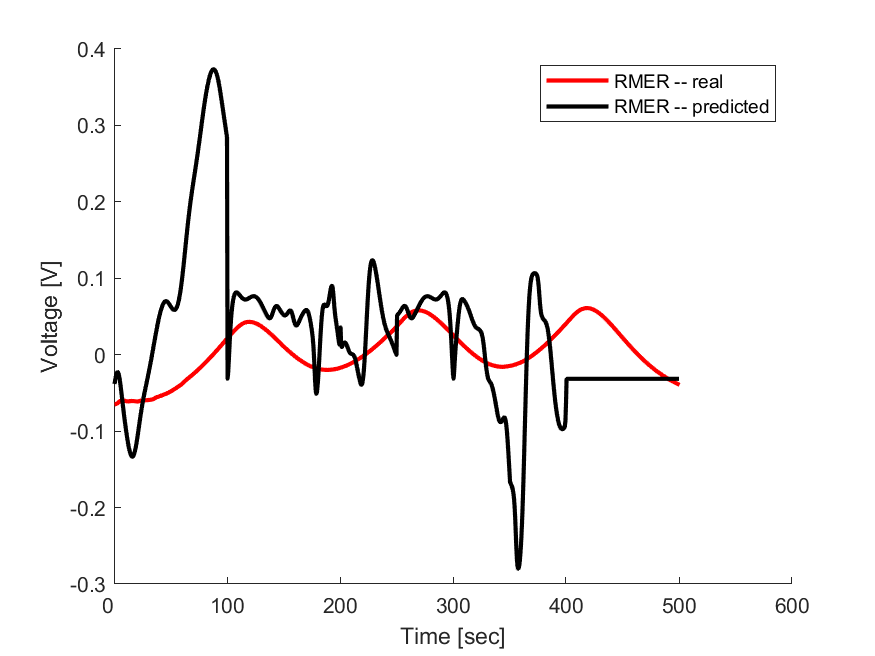 0.4
0.3
0.2
0.1
0
-0.1
-0.2
-0.3
Voltage [V]
RMER -- real
RMER -- predicted
0 100 200 300 400 500 600
Time [sec]